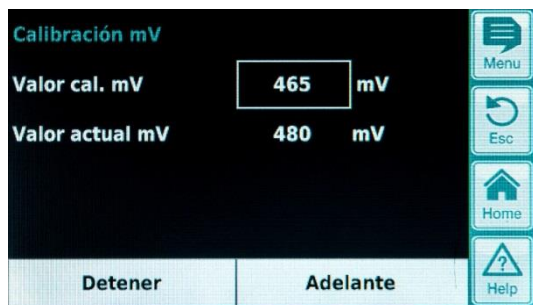 Calibración mV
Valor cal. mV 465 mV
Valor actual mV 480 mV
Detener Adelante
Menu
Esc
Home
?
Help